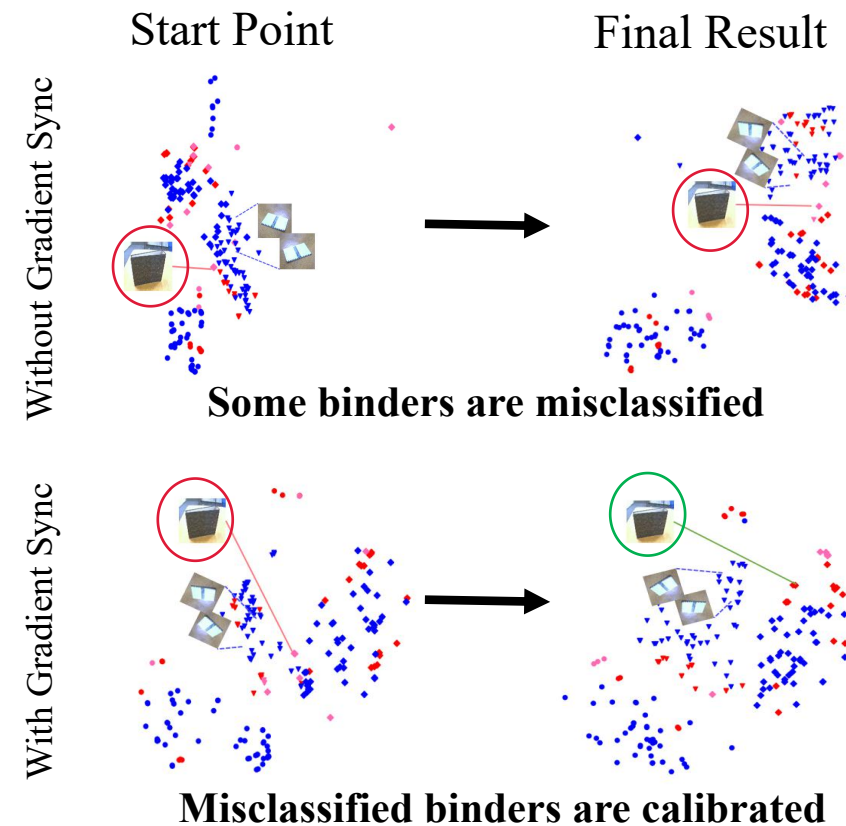 Start Point
Final Result
Without Gradient Sync
Some binders are misclassified
With Gradient Sync
Misclassified binders are calibrated